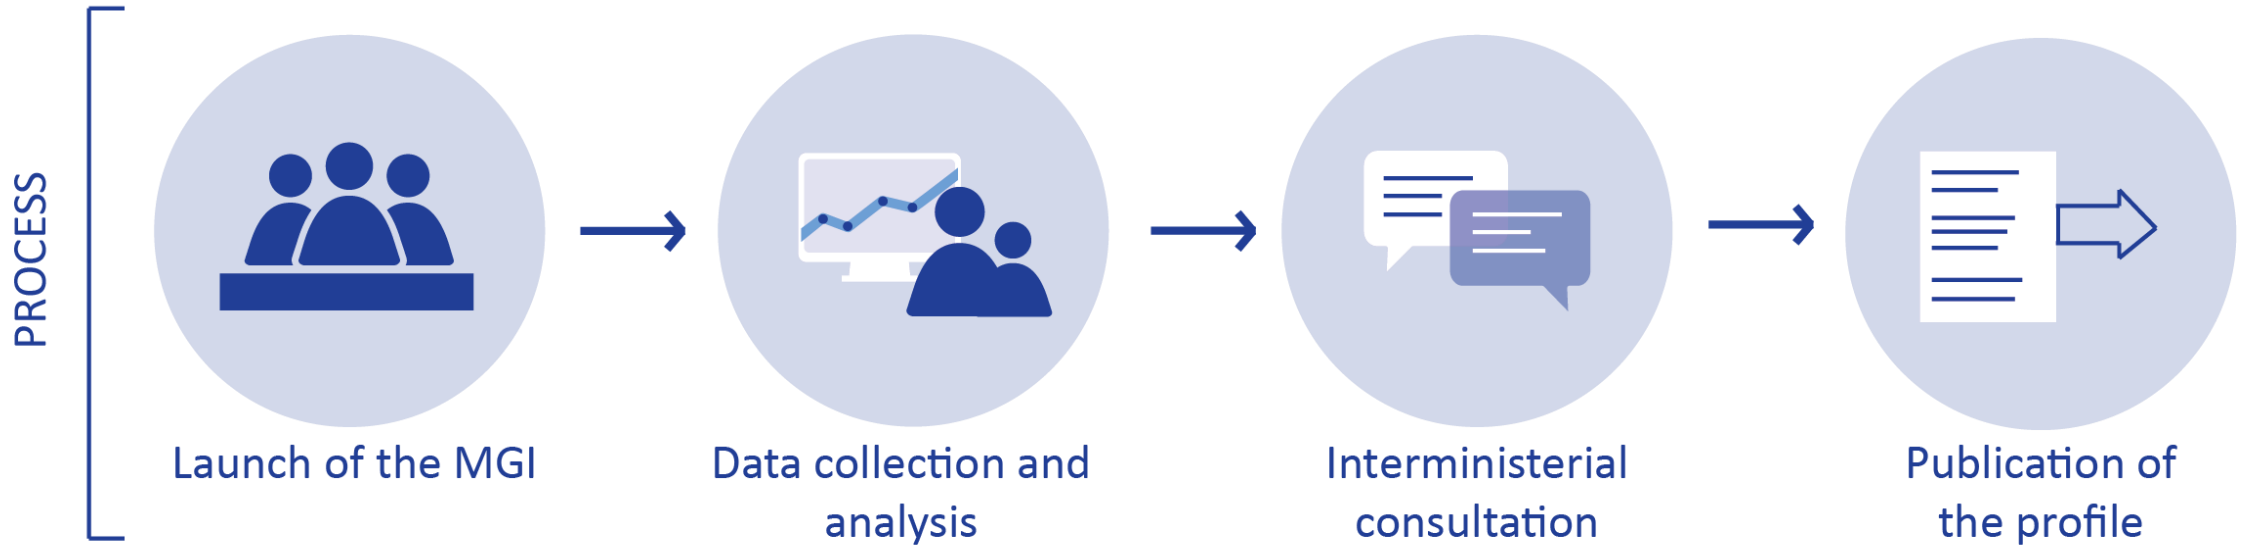 PROCESS
Launch of the MGI
Data collection and
analysis
Interministerial
consultation
Publication of
the profile